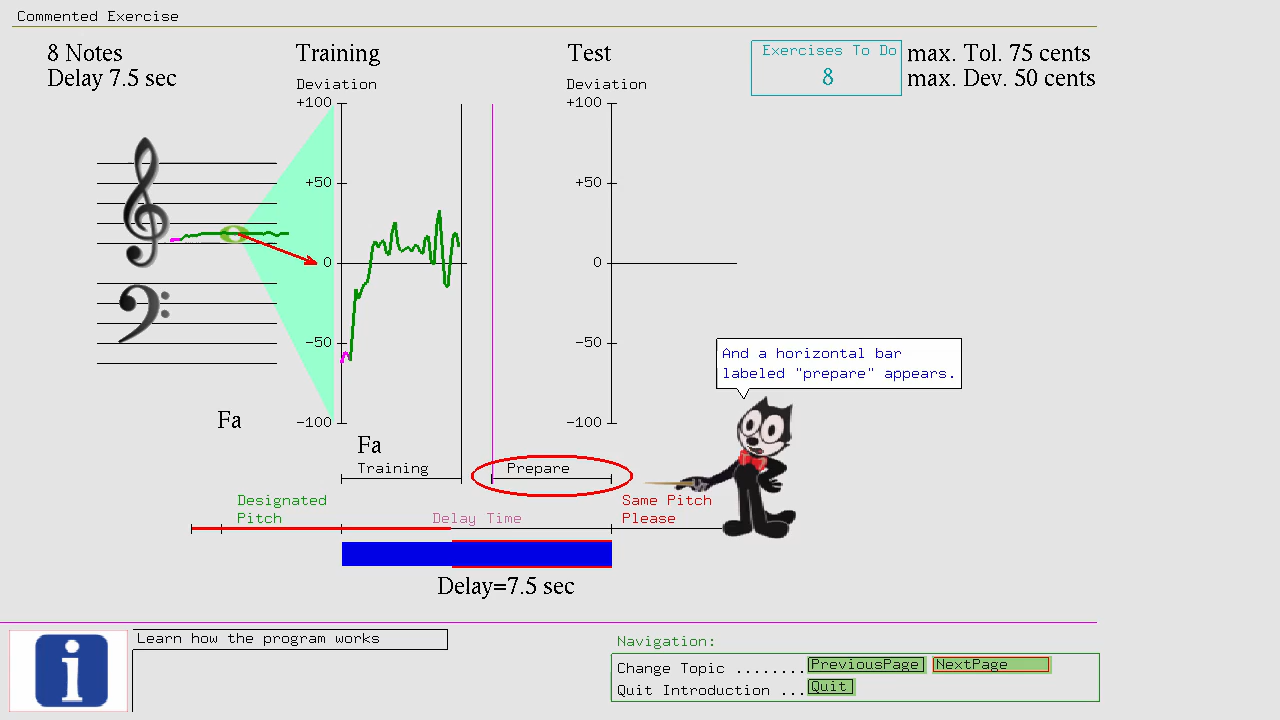 Commented Exercise
8 Notes
Delay 7.5 sec
Training
Test
Exercises To Do
8
max. Tol. 75 cents
max. Dev. 50 cents
Deviation
+100
+50
0
−50
−100
Deviation
+100
+50
0
−50
−100
And a horizontal bar
labeled "prepare" appears.
Fa
Fa
Training
Prepare
Designated
Pitch
Delay Time
Same Pitch
Please
Delay=7.5 sec
i
Learn how the program works
Navigation:
Change Topic ........PreviousPage NextPage
Quit Introduction ...Quit